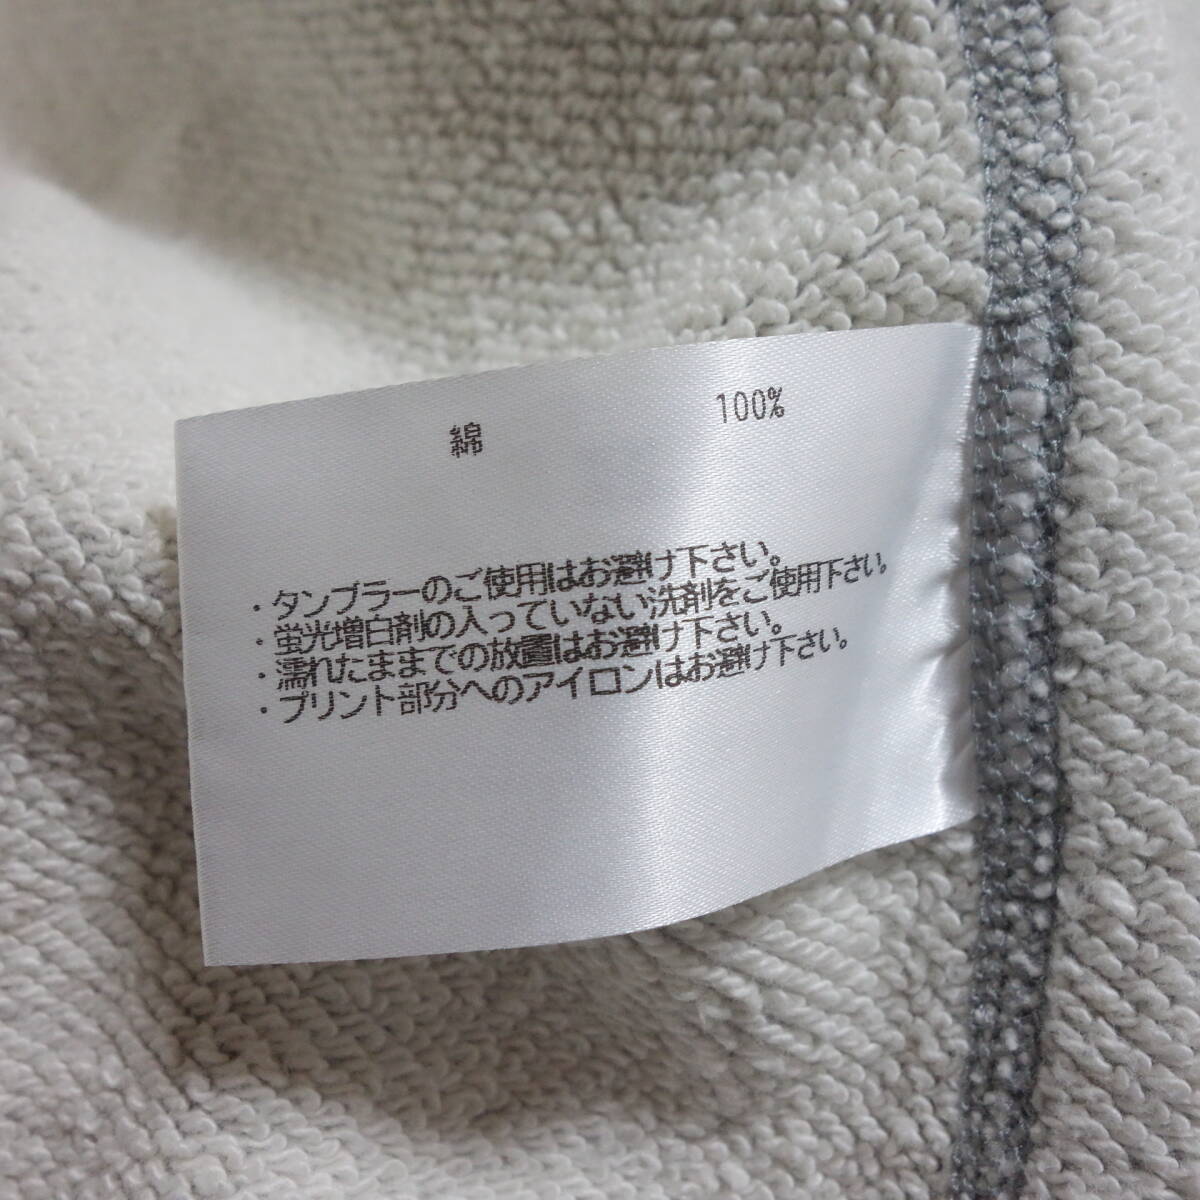 綿 100%
・タンブラーのご使用はお避け下さい。
・蛍光増白剤の入っていない洗剤をご使用下さい。
・濡れたままでの放置はお避け下さい。
・プリント部分へのアイロンはお避け下さい。